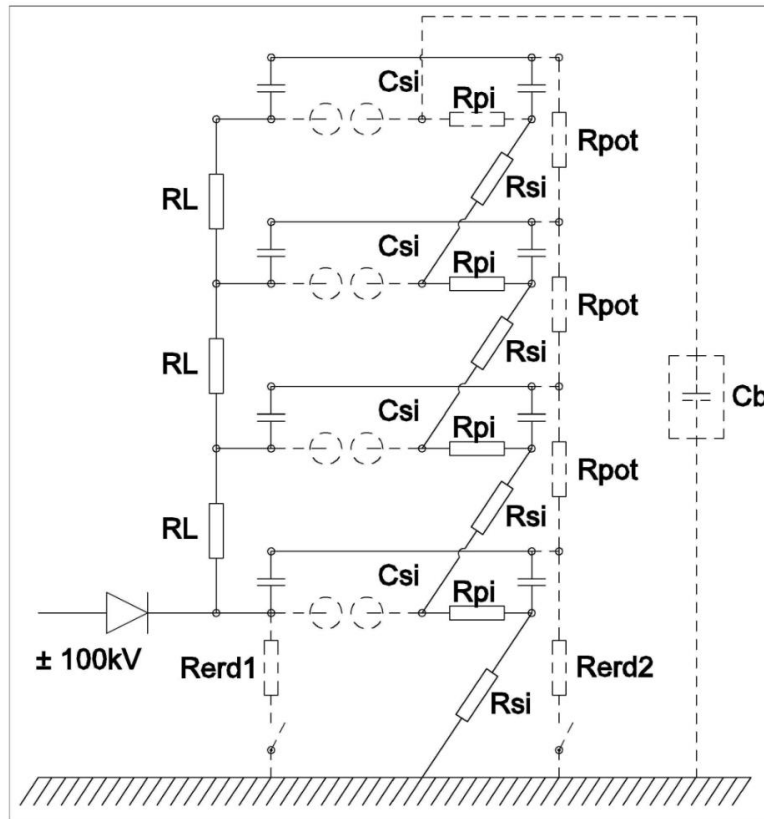 Csi
Rpi
Rpot
RL
Rsi
Csi
Rpi
Rpot
RL
Rsi
Cb
Csi
Rpi
Rpot
RL
Rsi
Csi
Rpi
± 100kV
Rerd1
Rsi
Rerd2